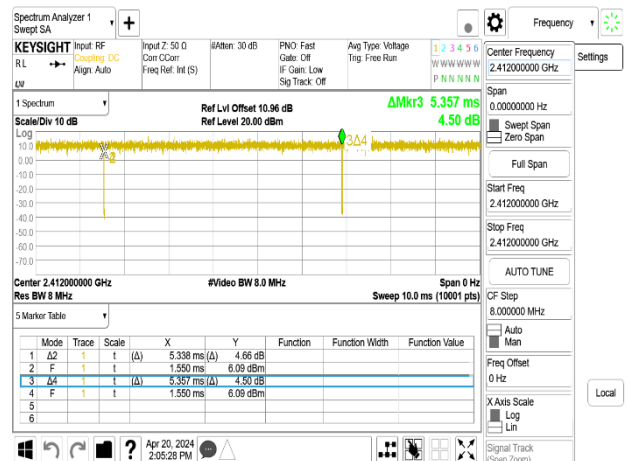 Spectrum Analyzer 1
Swept SA
Frequency
KEYSIGHT
RL
Input: RF
Coupling: DC
Align: Auto
Input Z: 50 Ω
Corr CCorr
Freq Ref: Int (S)
#Atten: 30 dB
PNO: Fast
Gate: Off
IF Gain: Low
Sig Track: Off
Avg Type: Voltage
Trig: Free Run
1 2 3 4 5 6
W W W W W W
P N N N N N
Center Frequency
2.412000000 GHz
Settings
Span
0.00000000 Hz
Swept Span
Zero Span
Full Span
Start Freq
2.412000000 GHz
Stop Freq
2.412000000 GHz
AUTO TUNE
CF Step
8.000000 MHz
Auto
Man
Freq Offset
0 Hz
X Axis Scale
Log
Lin
Signal Track
(Span Zoom)
Local
1 Spectrum
Scale/Div 10 dB
Ref Lvl Offset 10.96 dB
Ref Level 20.00 dBm
ΔMkr3 5.357 ms
4.50 dB
Log
10.0
0.00
-10.0
-20.0
-30.0
-40.0
-50.0
-60.0
-70.0
X2
3Δ4
Center 2.412000000 GHz
#Video BW 8.0 MHz
Span 0 Hz
Res BW 8 MHz
Sweep 10.0 ms (10001 pts)
5 Marker Table
Mode Trace Scale X Y Function Function Width Function Value
1 Δ2 1 t (Δ) 5.338 ms (Δ) 4.66 dB
2 F 1 t 1.550 ms 6.09 dBm
3 Δ4 1 t (Δ) 5.357 ms (Δ) 4.50 dB
4 F 1 t 1.550 ms 6.09 dBm
5
6
?
Apr 20, 2024
2:05:28 PM